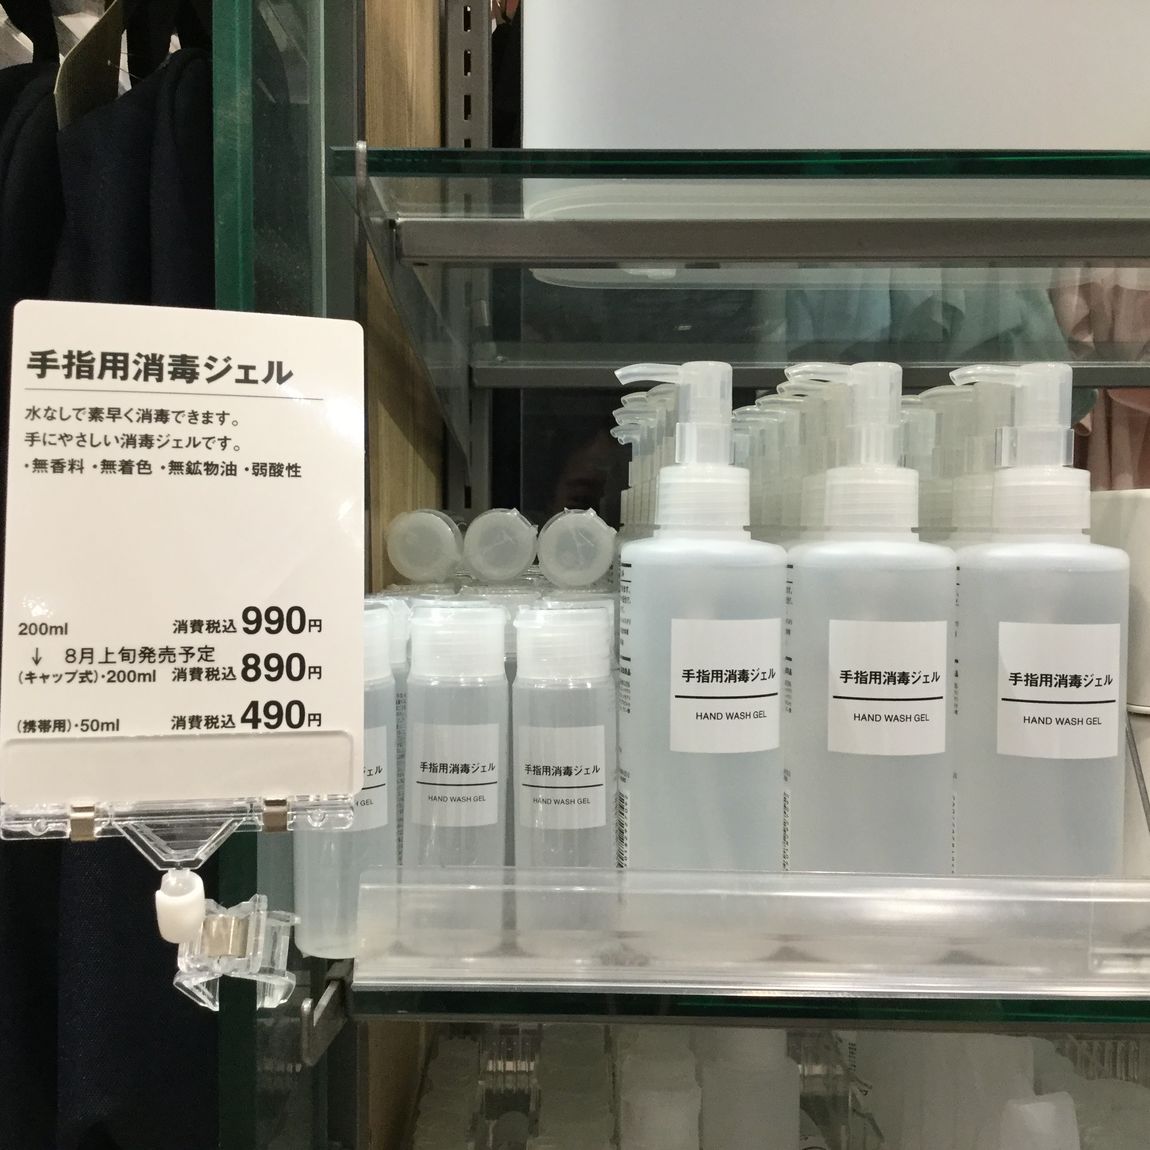 手指用消毒ジェル
水なしで素早く消毒できます。
手にやさしい消毒ジェルです。
・無香料・無着色・無鉱物油・弱酸性
200ml 消費税込990円
↓ 8月上旬発売予定
(キャップ式)・200ml 消費税込890円
(携帯用)・50ml 消費税込490円
手指用消毒ジェル
HAND WASH GEL
手指用消毒ジェル
HAND WASH GEL
手指用消毒ジェル
HAND WASH GEL
ジェル
H GEL
手指用消毒ジェル
HAND WASH GEL
手指用消毒ジェル
HAND WASH GEL